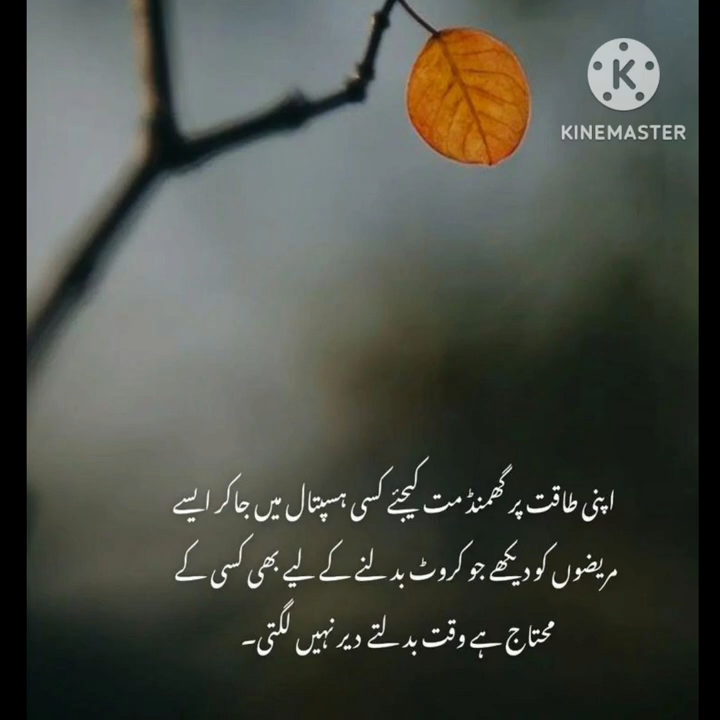 KINEMASTER
اپنی طاقت پر گھمنڈ مت کیجئے کسی ہسپتال میں جا کر ایسے
مریضوں کو دیکھے جو کروٹ بدلنے کے لیے بھی کسی کے
محتاج ہے وقت بدلتے دیر نہیں لگتی۔